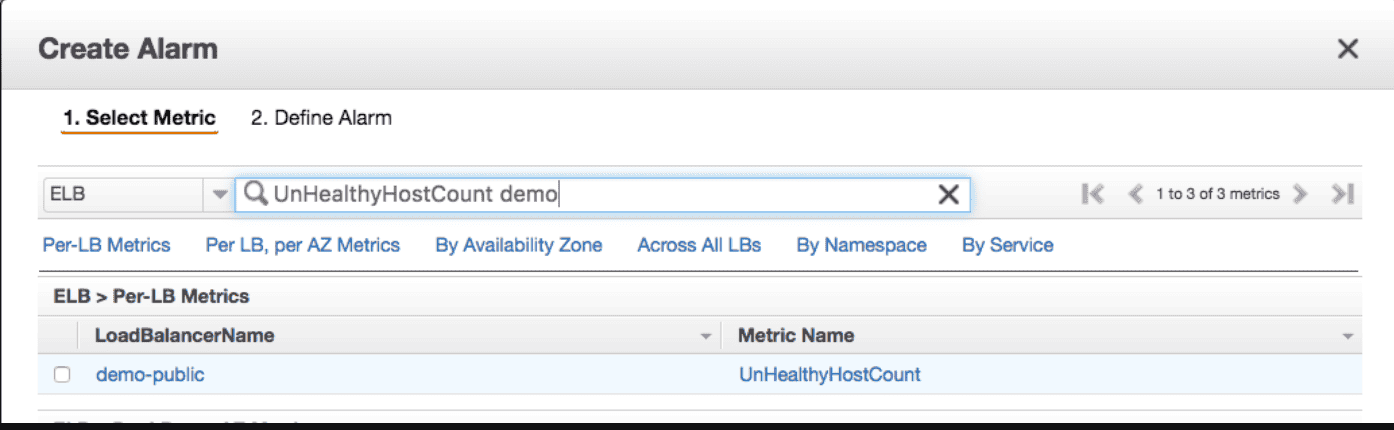 Create Alarm
1. Select Metric 2. Define Alarm
ELB UnHealthyHostCount demo 1 to 3 of 3 metrics
Per-LB Metrics Per LB, per AZ Metrics By Availability Zone Across All LBs By Namespace By Service
ELB > Per-LB Metrics
LoadBalancerName Metric Name
demo-public UnHealthyHostCount